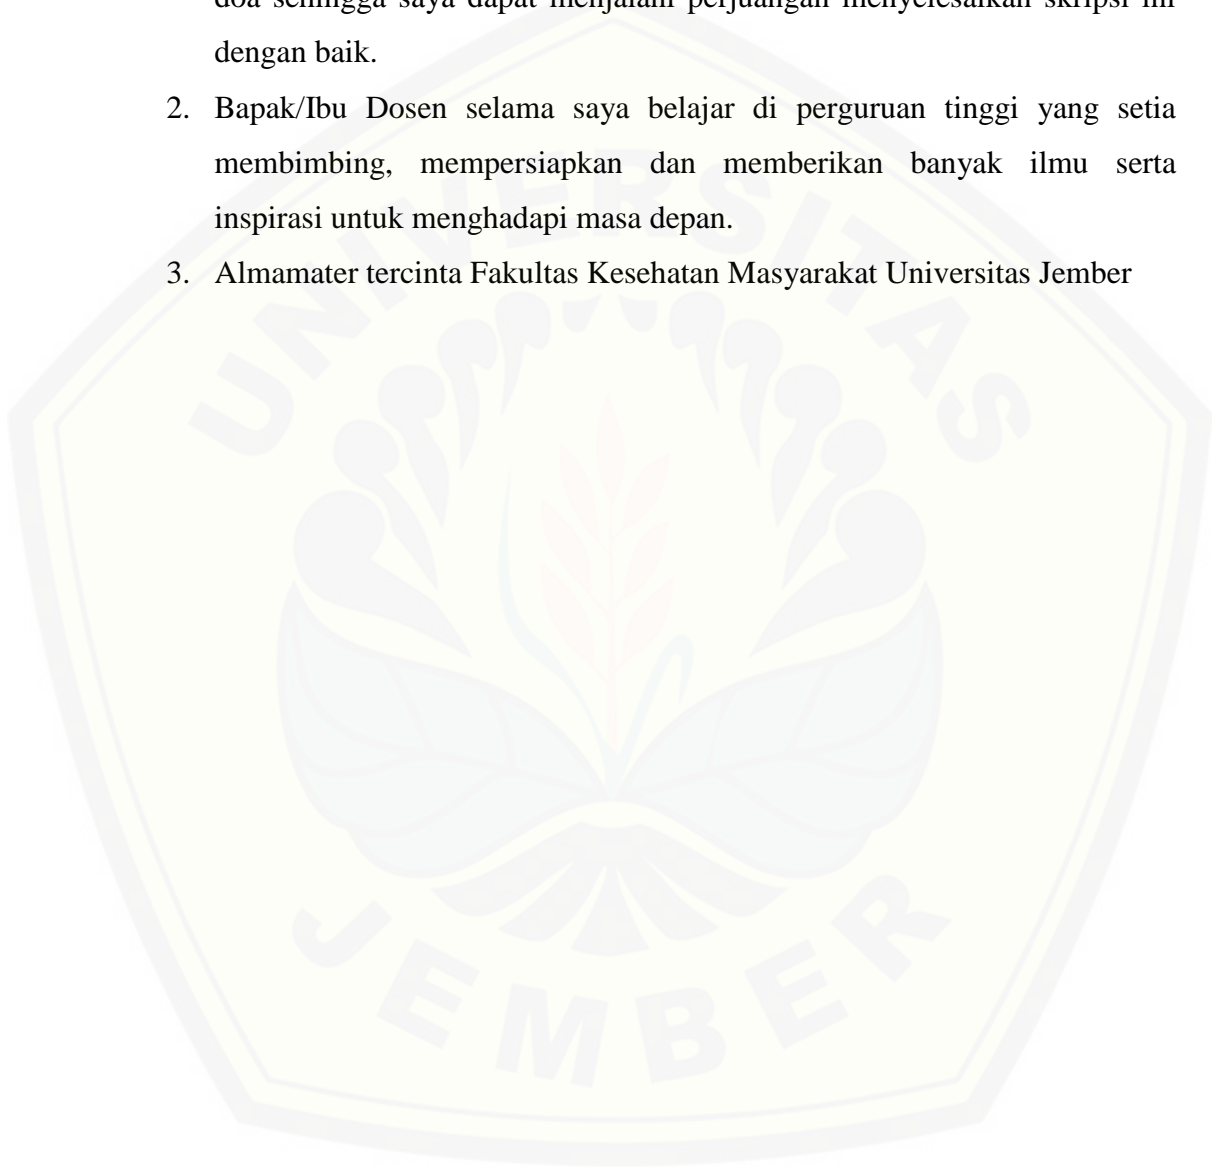 doa sehingga saya dapat menjalani perjuangan menyelesaikan skripsi ini
dengan baik.
2. Bapak/Ibu Dosen selama saya belajar di perguruan tinggi yang setia
membimbing, mempersiapkan dan memberikan banyak ilmu serta
inspirasi untuk menghadapi masa depan.
3. Almamater tercinta Fakultas Kesehatan Masyarakat Universitas Jember
UNIVERSITAS
JEMBER